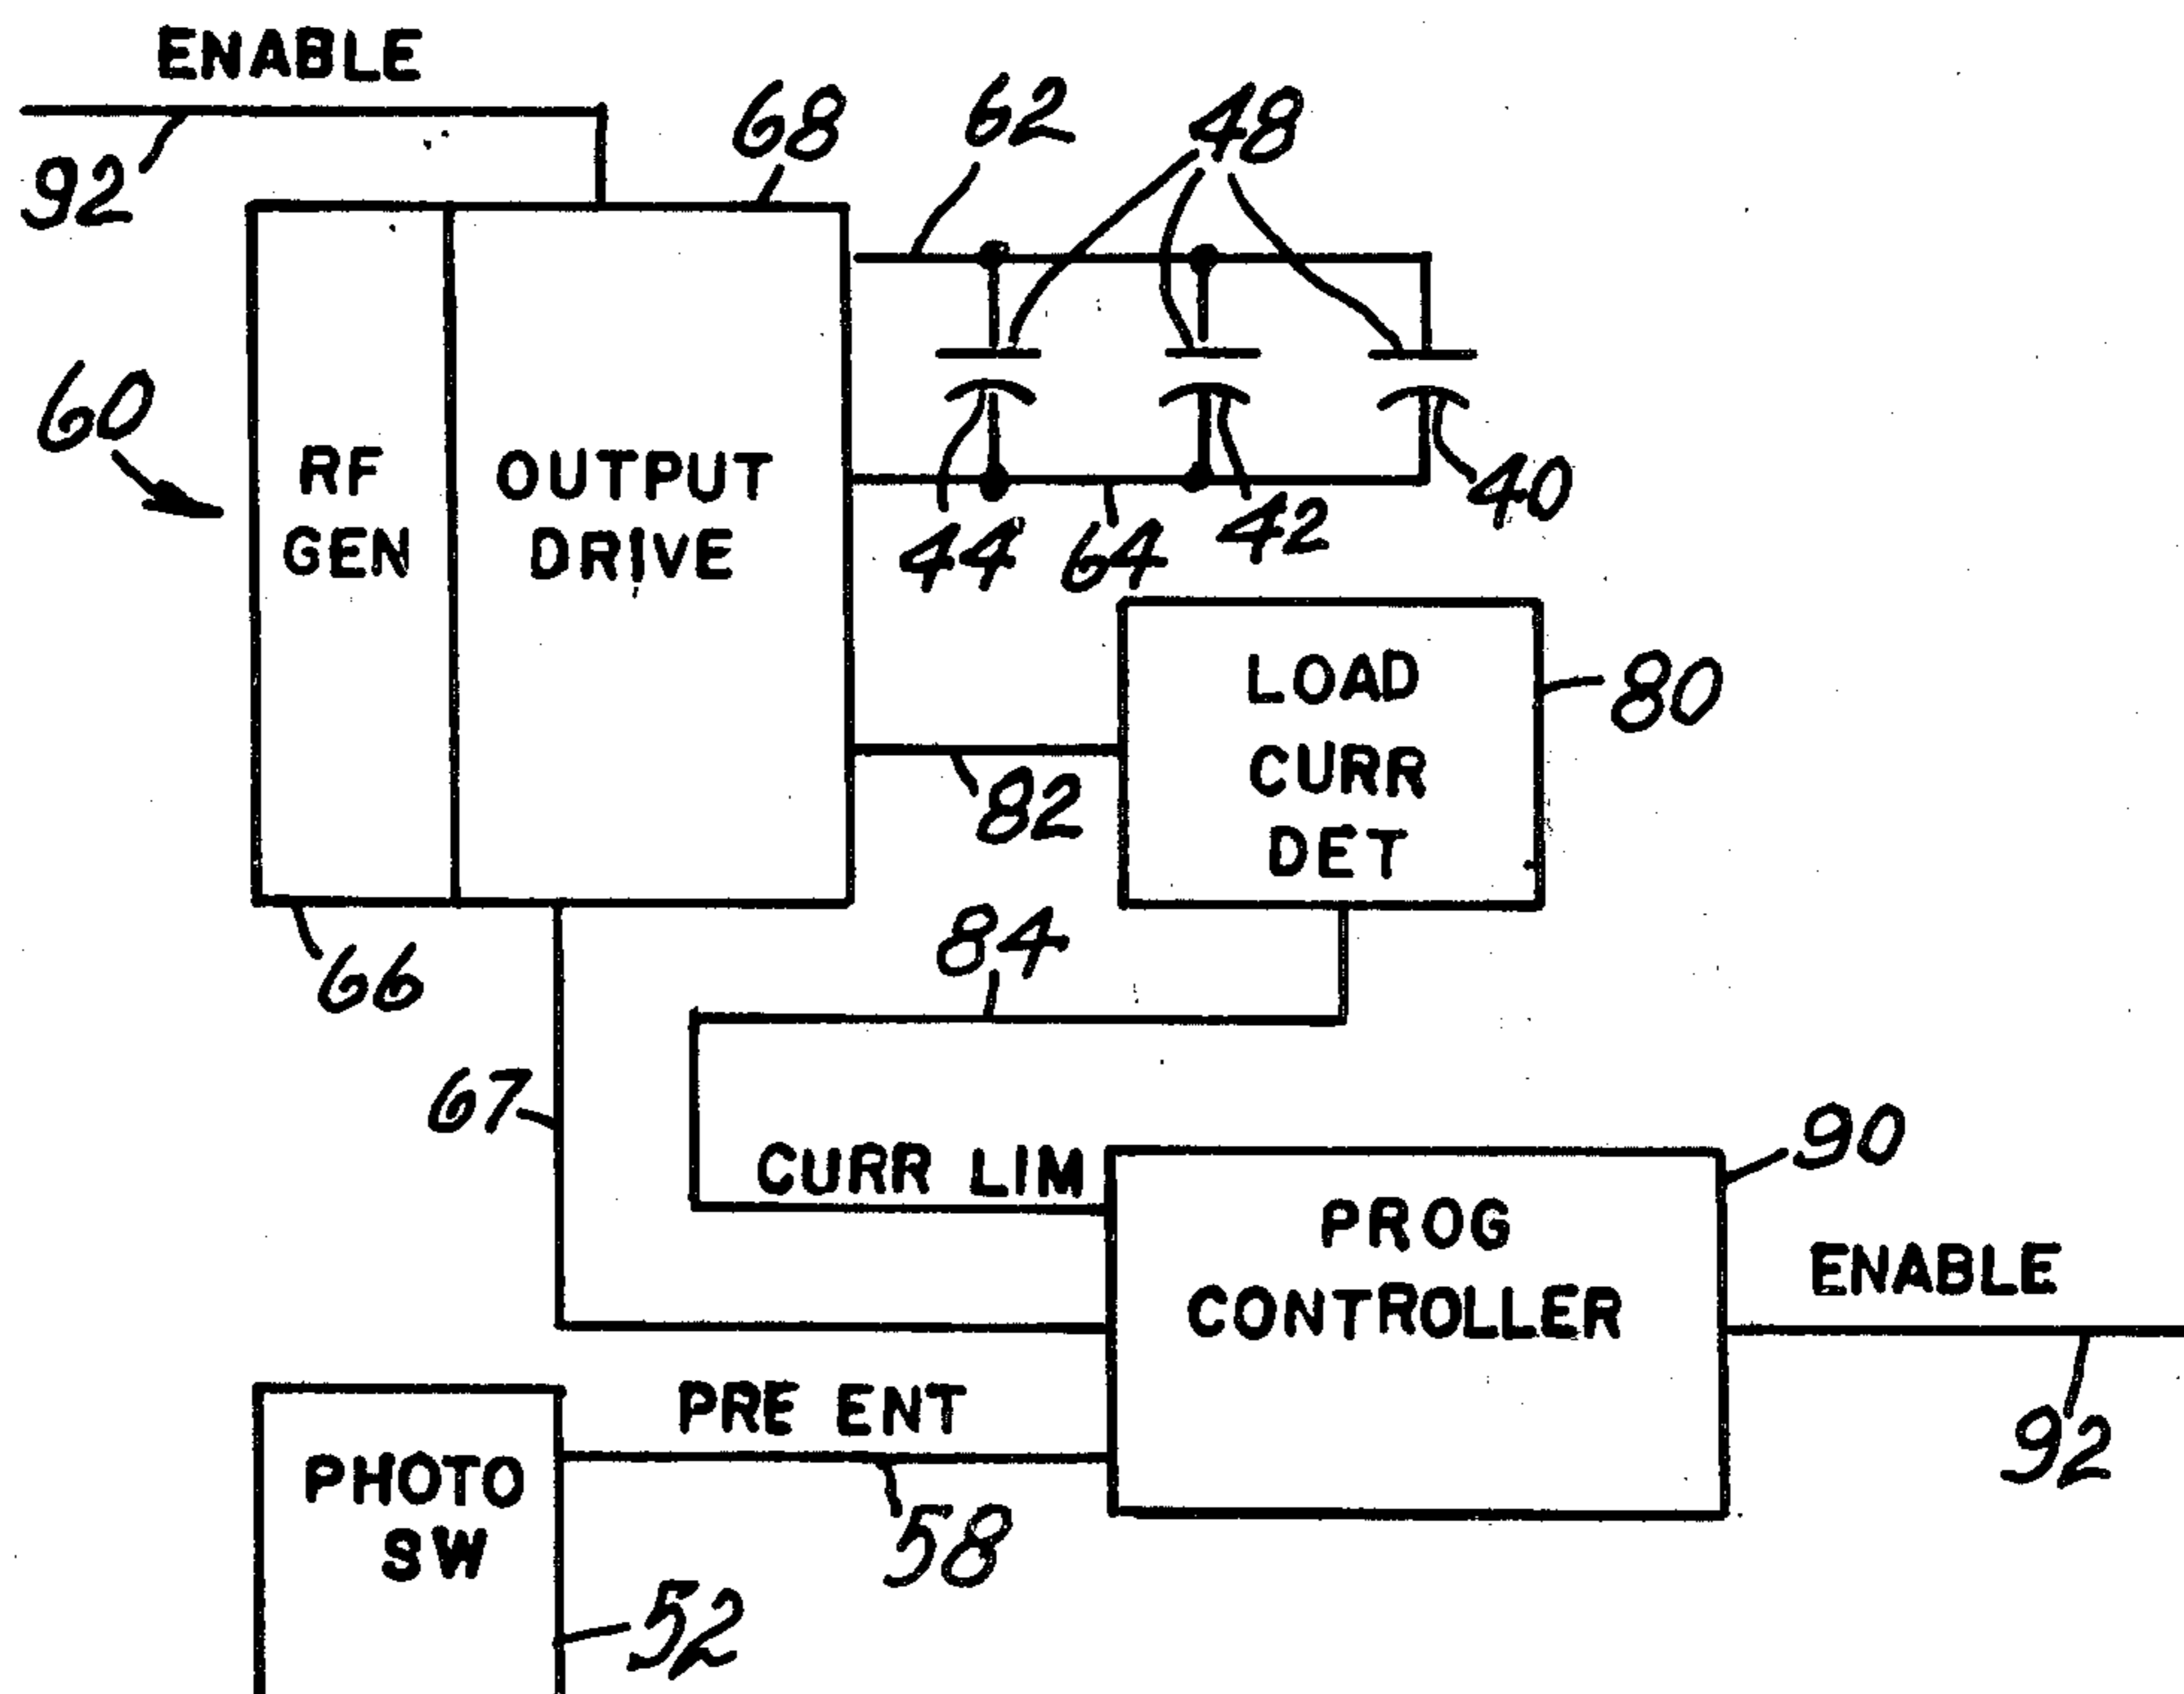 ENABLE
92
68
62
48
60
RF
GEN
OUTPUT
DRIVE
44
64
42
40
LOAD
CURR
DET
80
82
84
66
67
CURR LIM
PROG
CONTROLLER
90
ENABLE
92
PRE ENT
58
PHOTO
SW
52